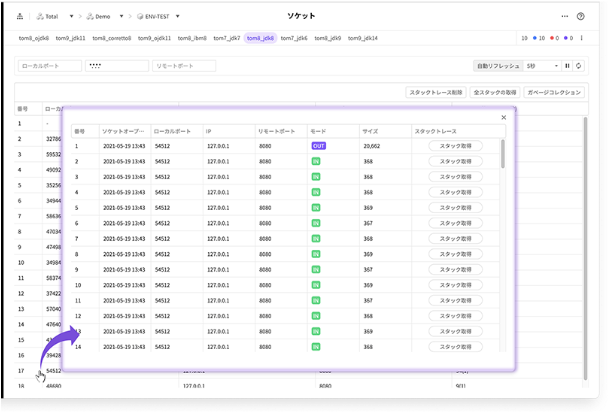 Total ▼ > Demo ▼ > ENV-TEST ▼ ソケット
tom8_ojdk8 tom9_jdk11 tom8_corretto8 tom9_ojdk11 tom8_ibm8 tom7_jdk7 tom8_jdk8 tom7_jdk6 tom8_jdk9 tom9_jdk14 10 10 0 0
ローカルポート *.*.*.* リモートポート 自動リフレッシュ 5秒
スタックトレース削除 全スタックの取得 ガベージコレクション
番号
番号 ソケットオープ… ローカルポート IP リモートポート モード サイズ スタックトレース
1 2021-05-19 13:43 54512 127.0.0.1 8080 OUT 20,662 スタック取得
2 2021-05-19 13:43 54512 127.0.0.1 8080 IN 368 スタック取得
3 2021-05-19 13:43 54512 127.0.0.1 8080 IN 368 スタック取得
4 2021-05-19 13:43 54512 127.0.0.1 8080 IN 368 スタック取得
5 2021-05-19 13:43 54512 127.0.0.1 8080 IN 369 スタック取得
6 2021-05-19 13:43 54512 127.0.0.1 8080 IN 367 スタック取得
7 2021-05-19 13:43 54512 127.0.0.1 8080 IN 368 スタック取得
8 2021-05-19 13:43 54512 127.0.0.1 8080 IN 369 スタック取得
9 2021-05-19 13:43 54512 127.0.0.1 8080 IN 367 スタック取得
10 2021-05-19 13:43 54512 127.0.0.1 8080 IN 369 スタック取得
11 2021-05-19 13:43 54512 127.0.0.1 8080 IN 367 スタック取得
12 2021-05-19 13:43 54512 127.0.0.1 8080 IN 368 スタック取得
13 2021-05-19 13:43 54512 127.0.0.1 8080 IN 369 スタック取得
14 2021-05-19 13:43 54512 127.0.0.1 8080 IN 368 スタック取得
1 -
2 32786
3 59532
4 49092
5 35256
6 34944
7 58636
8 47034
9 47498
10 34984
11 58374
12 37422
13 57040
14 47640
15
16 39428
17 54512
18 48680 127.0.0.1 8080 9[1]